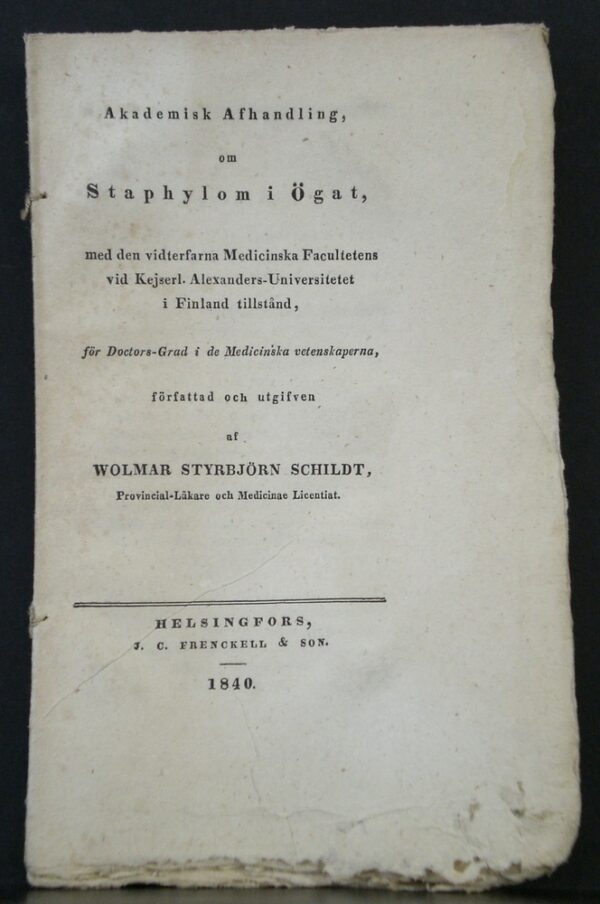 Akademisk Afhandling,
om
Staphylom i Ögat,
med den vidterfarna Medicinska Facultetens
vid Kejserl. Alexanders-Universitetet
i Finland tillstånd,
för Doctors-Grad i de Medicinska vetenskaperna,
författad och utgifven
af
WOLMAR STYRBJÖRN SCHILDT,
Provincial-Läkare och Medicinae Licentiat.
HELSINGFORS,
J. C. FRENCKELL & SON.
1840.